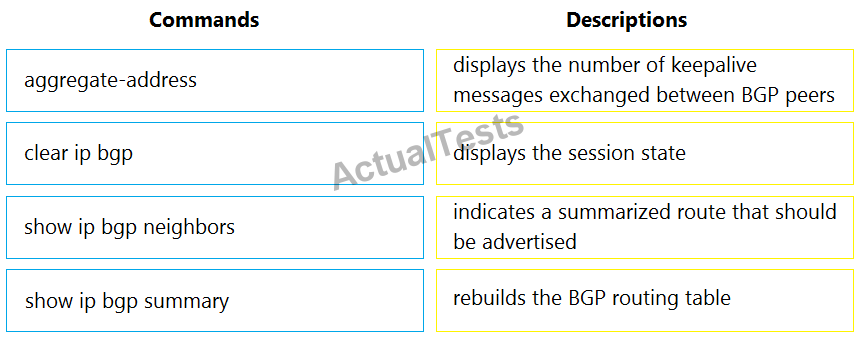 Commands
Descriptions
aggregate-address
displays the number of keepalive
messages exchanged between BGP peers
clear ip bgp
displays the session state
show ip bgp neighbors
indicates a summarized route that should
be advertised
show ip bgp summary
rebuilds the BGP routing table
ActualTests